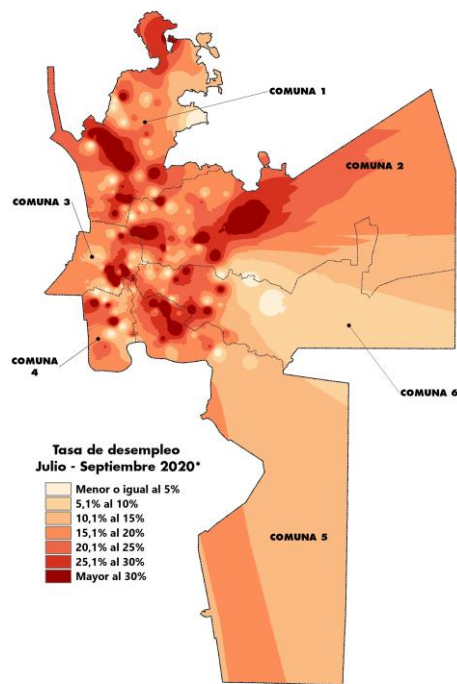 COMUNA 1
COMUNA 2
COMUNA 3
COMUNA
4
COMUNA 6
Tasa de desempleo
Julio - Septiembre 2020*
Menor o igual al 5%
5,1% al 10%
10,1% al 15%
15,1% al 20%
20,1% al 25%
25,1% al 30%
Mayor al 30%
COMUNA 5